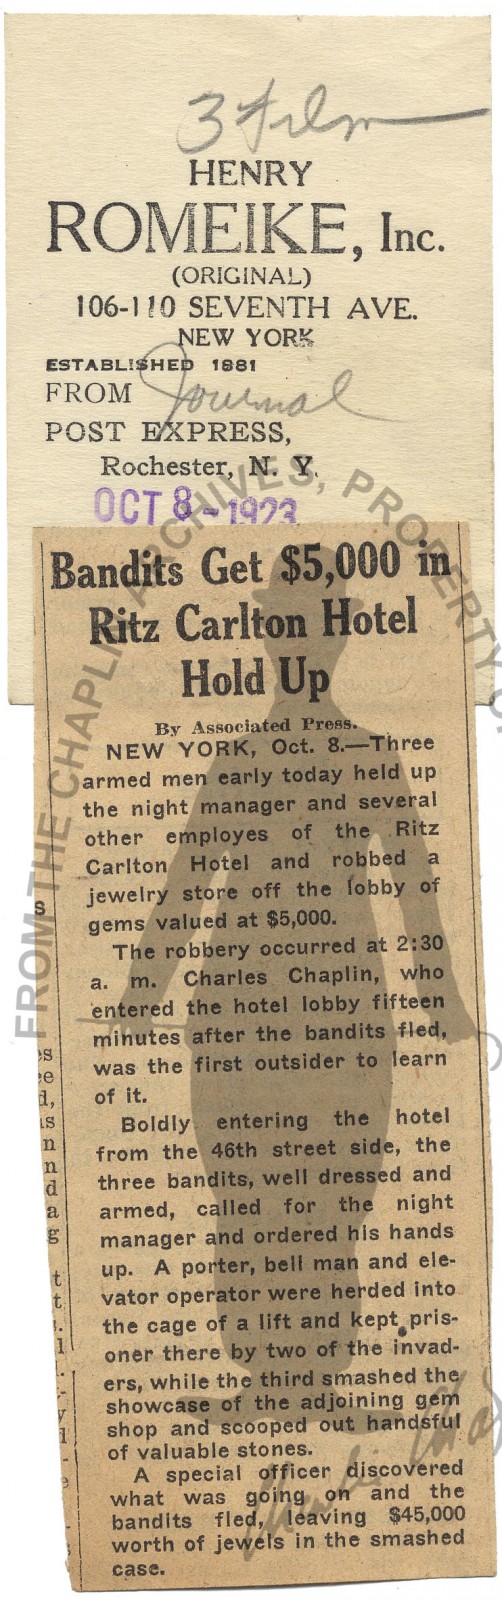 3 Film
HENRY
ROMEIKE, Inc.
(ORIGINAL)
106-110 SEVENTH AVE.
NEW YORK
ESTABLISHED 1881
FROM Journal
POST EXPRESS,
Rochester, N. Y.
OCT 8 - 1923
FROM THE CHAPLIN ARCHIVES, PROPERTY OF
Bandits Get $5,000 in
Ritz Carlton Hotel
Hold Up
By Associated Press.
NEW YORK, Oct. 8.—Three
armed men early today held up
the night manager and several
other employes of the Ritz
Carlton Hotel and robbed a
jewelry store off the lobby of
gems valued at $5,000.
The robbery occurred at 2:30
a. m. Charles Chaplin, who
entered the hotel lobby fifteen
minutes after the bandits fled,
was the first outsider to learn
of it.
Boldly entering the hotel
from the 46th street side, the
three bandits, well dressed and
armed, called for the night
manager and ordered his hands
up. A porter, bell man and ele-
vator operator were herded into
the cage of a lift and kept pris-
oner there by two of the invad-
ers, while the third smashed the
showcase of the adjoining gem
shop and scooped out handsful
of valuable stones.
A special officer discovered
what was going on and the
bandits fled, leaving $45,000
worth of jewels in the smashed
case.